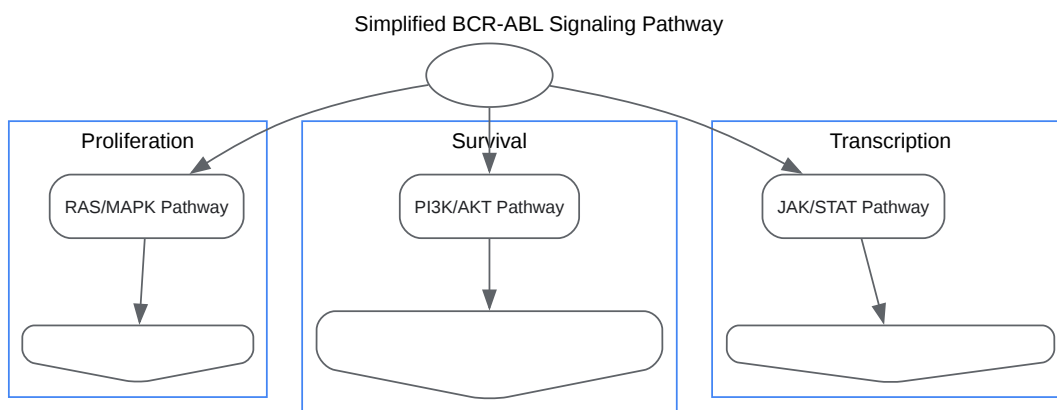 Simplified BCR-ABL Signaling Pathway
Proliferation
Survival
Transcription
RAS/MAPK Pathway
PI3K/AKT Pathway
JAK/STAT Pathway